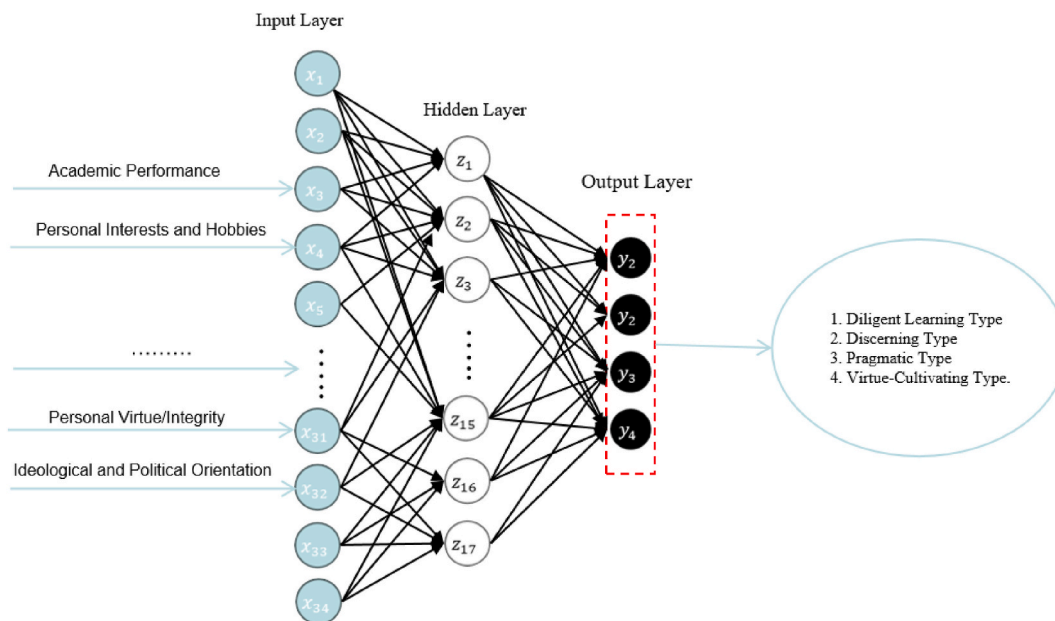 Input Layer
x1
x2
x3
x4
x5
x31
x32
x33
x34
Academic Performance
Personal Interests and Hobbies
.........
Personal Virtue/Integrity
Ideological and Political Orientation
Hidden Layer
z1
z2
z3
z15
z16
z17
Output Layer
y2
y2
y3
y4
1. Diligent Learning Type
2. Discerning Type
3. Pragmatic Type
4. Virtue-Cultivating Type.